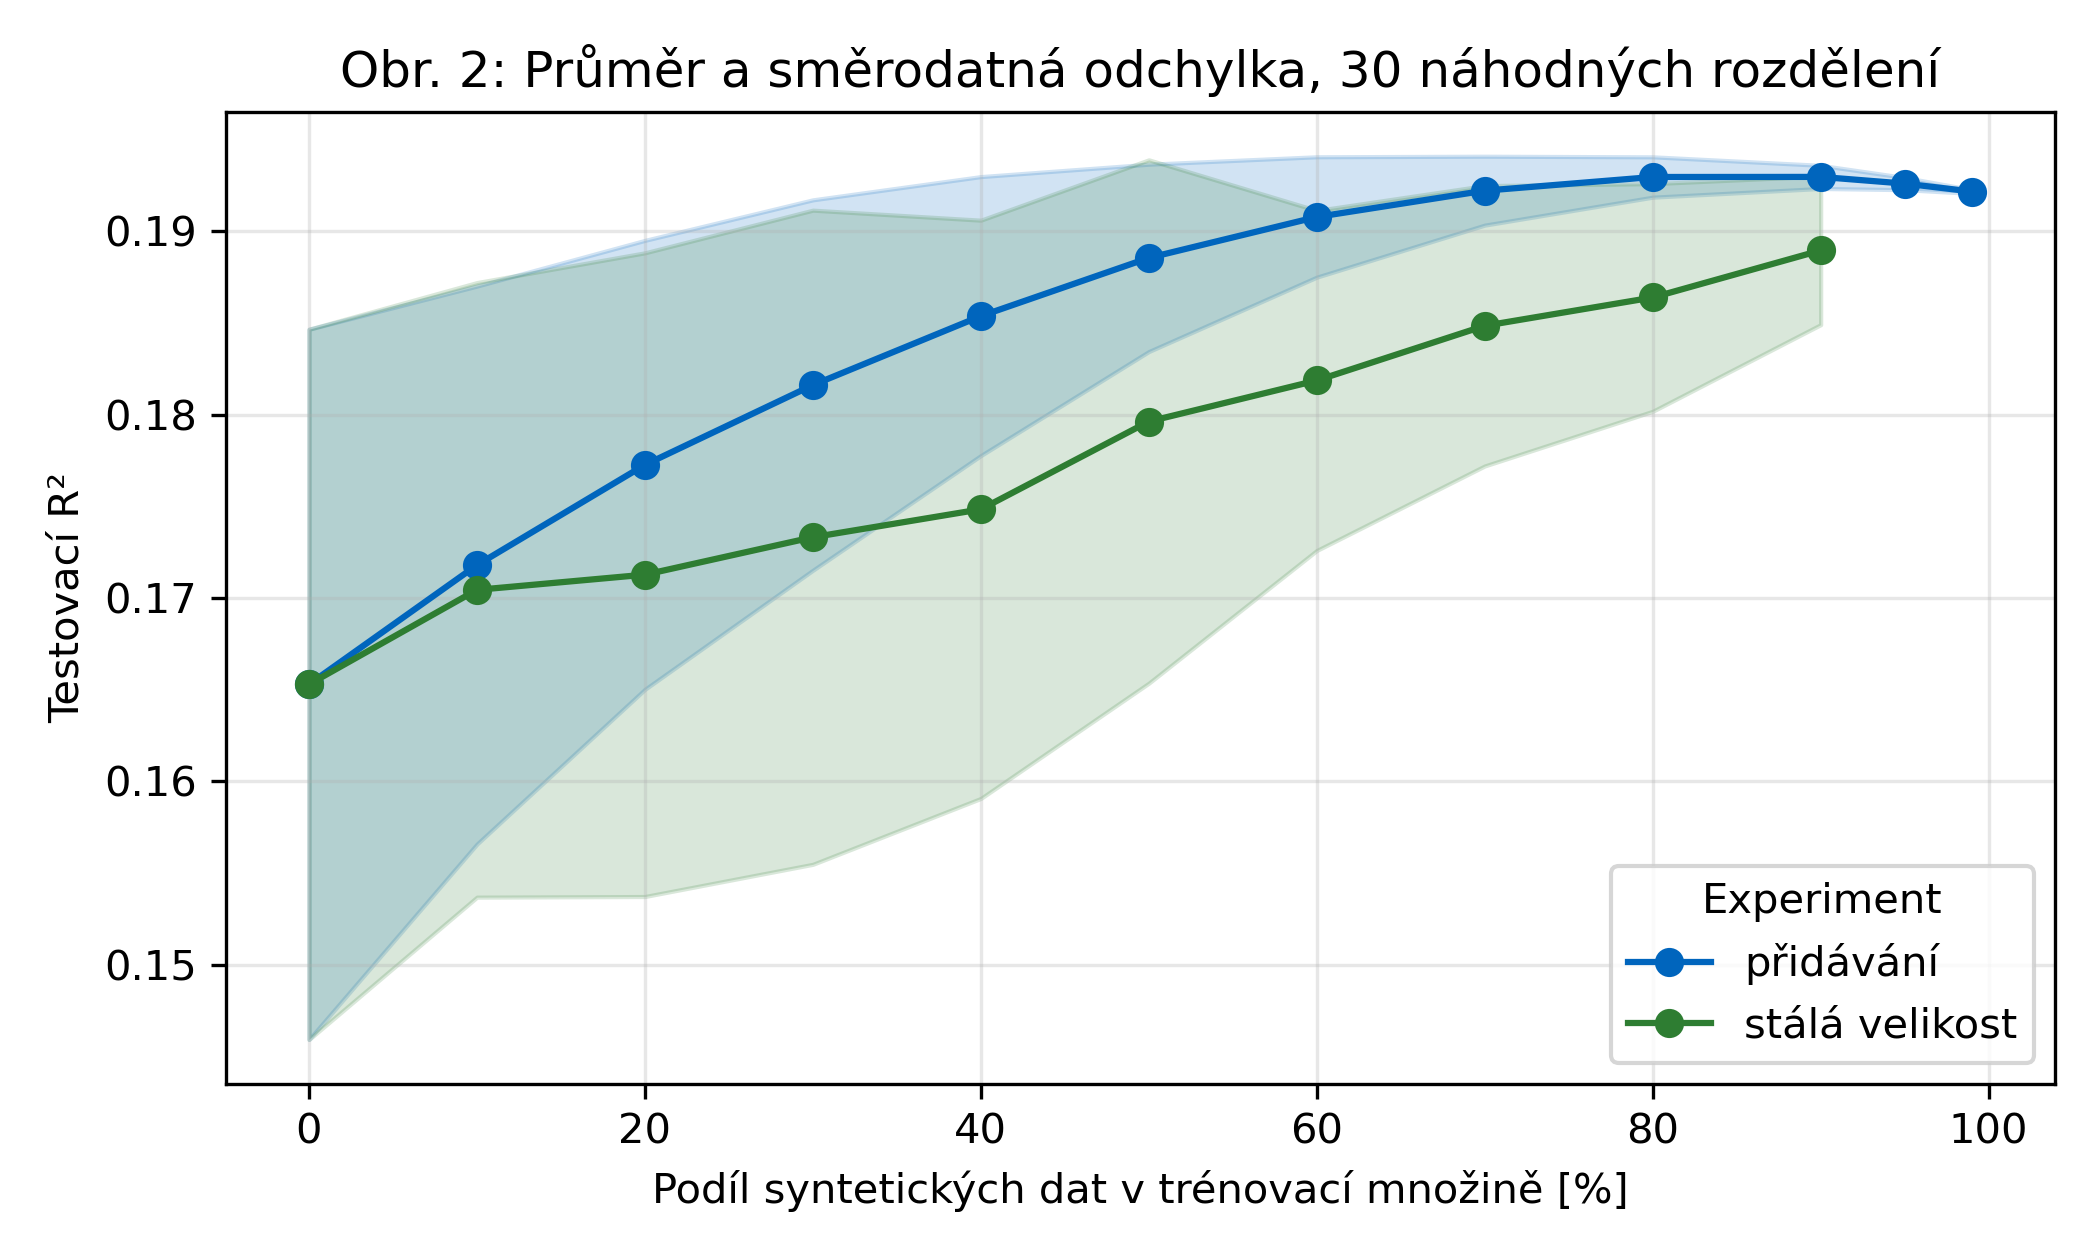 Obr. 2: Průměr a směrodatná odchylka, 30 náhodných rozdělení
Testovací R²
0.19
0.18
0.17
0.16
0.15
0 20 40 60 80 100
Podíl syntetických dat v trénovací množině [%]
Experiment
přidávání
stálá velikost